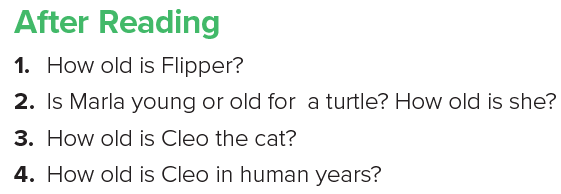 After Reading
1. How old is Flipper?
2. Is Marla young or old for a turtle? How old is she?
3. How old is Cleo the cat?
4. How old is Cleo in human years?